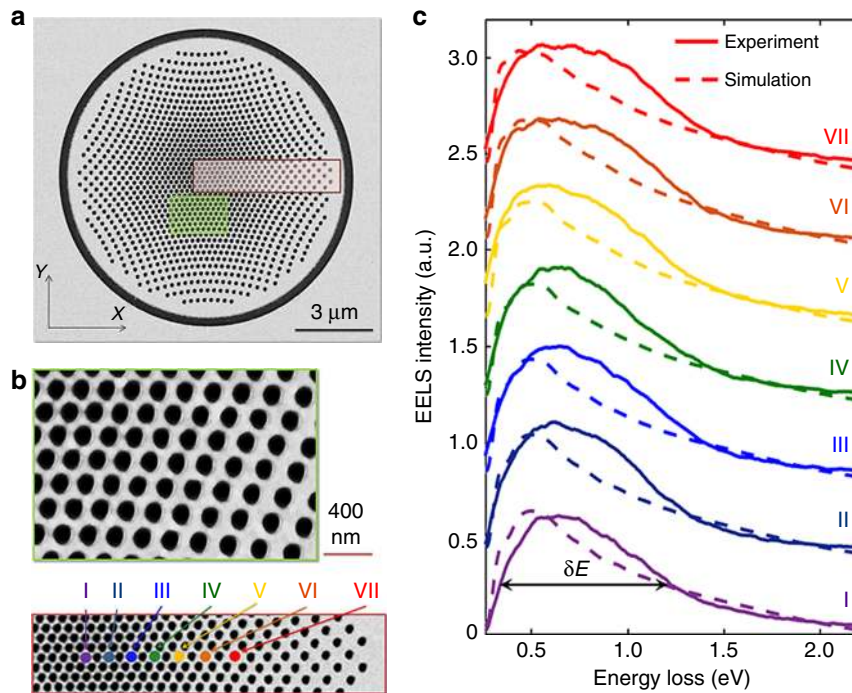 a
Y
X
3 μm
b
400
nm
I II III IV V VI VII
c
Experiment
Simulation
3.0
2.5
2.0
1.5
1.0
0.5
0
EELS intensity (a.u.)
VII
VI
V
IV
III
II
I
δE
0.5 1.0 1.5 2.0
Energy loss (eV)